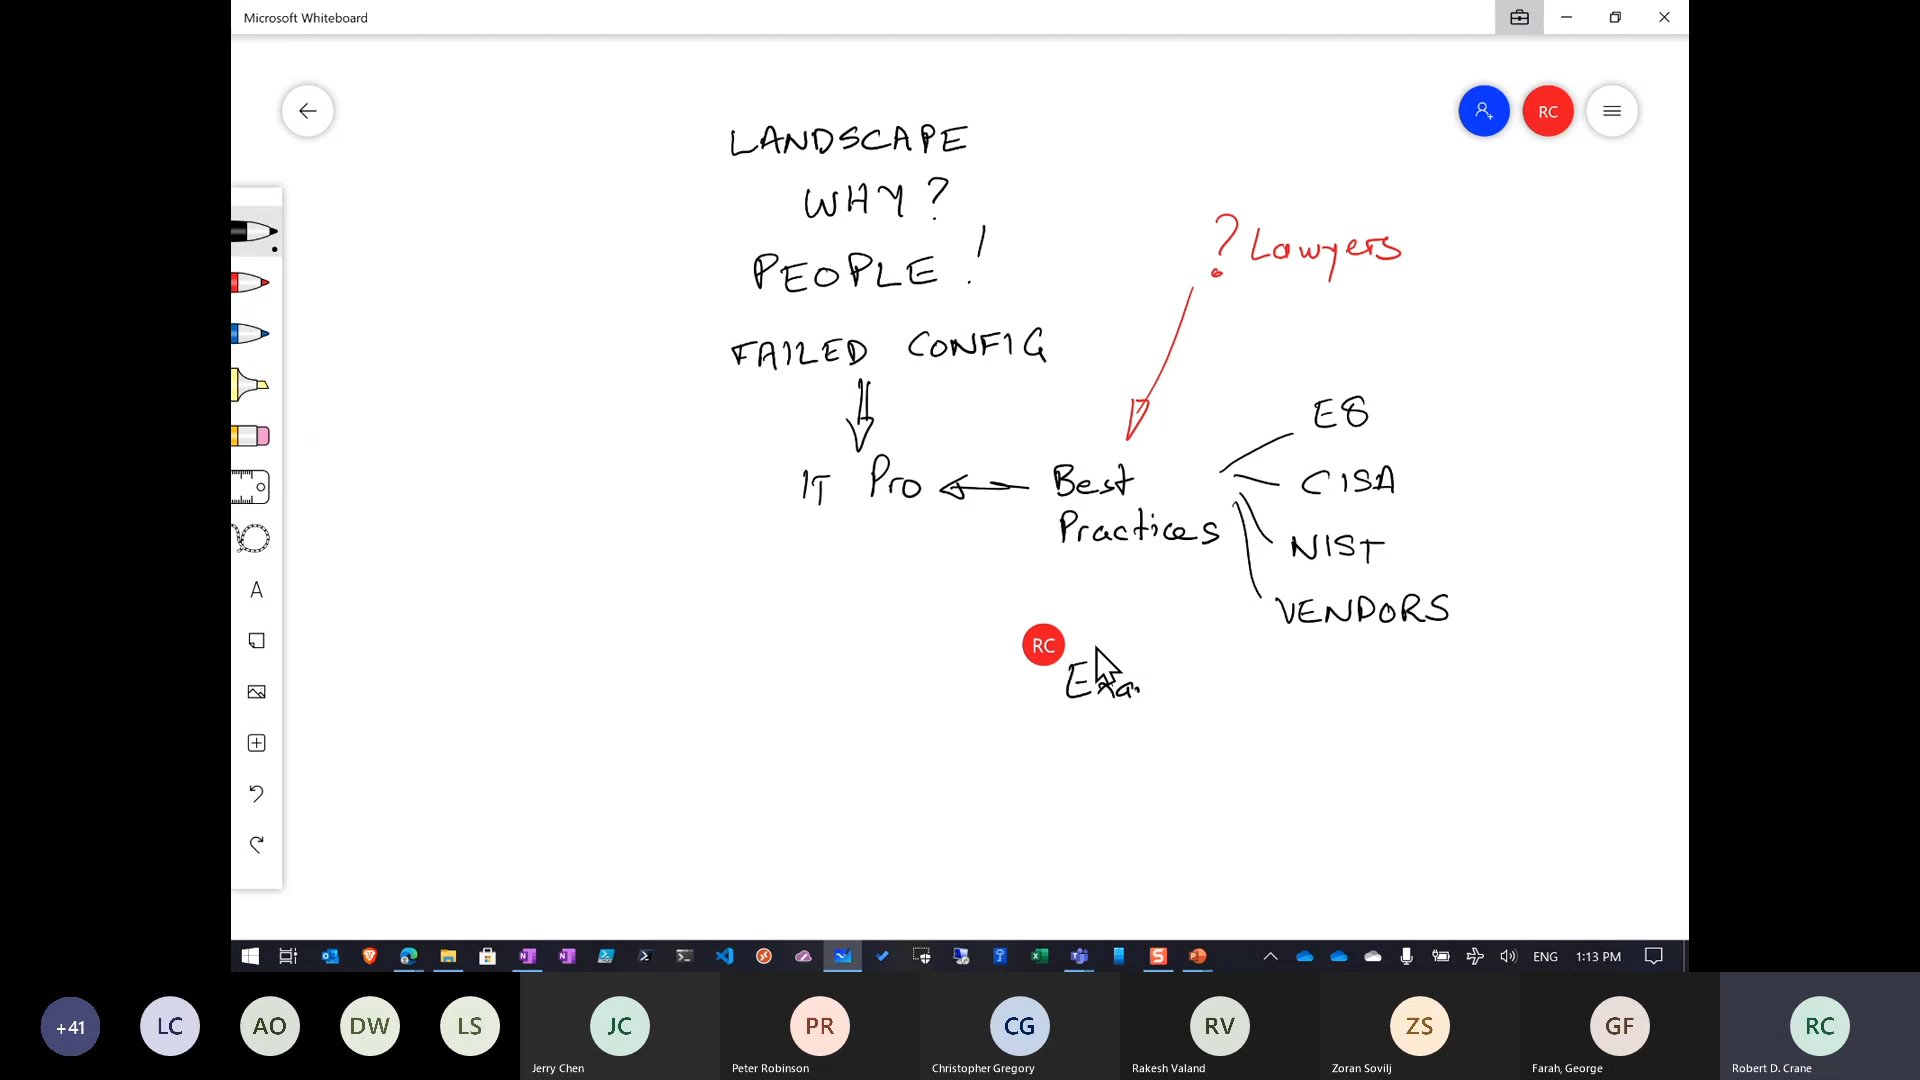 Microsoft Whiteboard
RC
LANDSCAPE
WHY?
PEOPLE!
? Lawyers
FAILED CONFIG
E8
IT Pro
Best
Practices
CISA
NIST
VENDORS
RC
Exa
A
ENG
1:13 PM
+41
LC
AO
DW
LS
JC
PR
CG
RV
ZS
GF
RC
Jerry Chen
Peter Robinson
Christopher Gregory
Rakesh Valand
Zoran Sovilj
Farah, George
Robert D. Crane